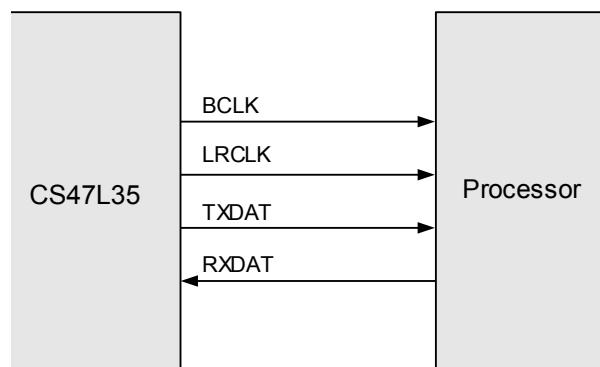 BCLK
LRCLK
CS47L35
Processor
TXDAT
RXDAT